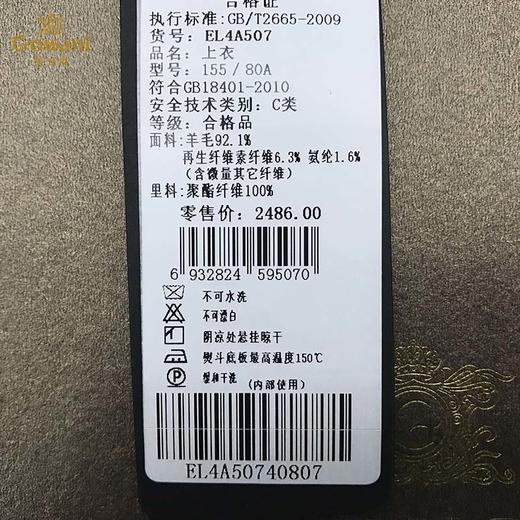 Gowani
合格证
执行标准:GB/T2665-2009
货号: EL4A507
品名: 上衣
型号: 155/80A
符合GB18401-2010
安全技术类别: C类
等级: 合格品
面料:羊毛92.1%
再生纤维素纤维6.3% 氨纶1.6%
(含微量其它纤维)
里料:聚酯纤维100%
零售价: 2486.00
6 932824 595070
不可水洗
不可漂白
阴凉处悬挂晾干
熨斗底板最高温度150℃
缓和干洗
(内部使用)
EL4A50740807